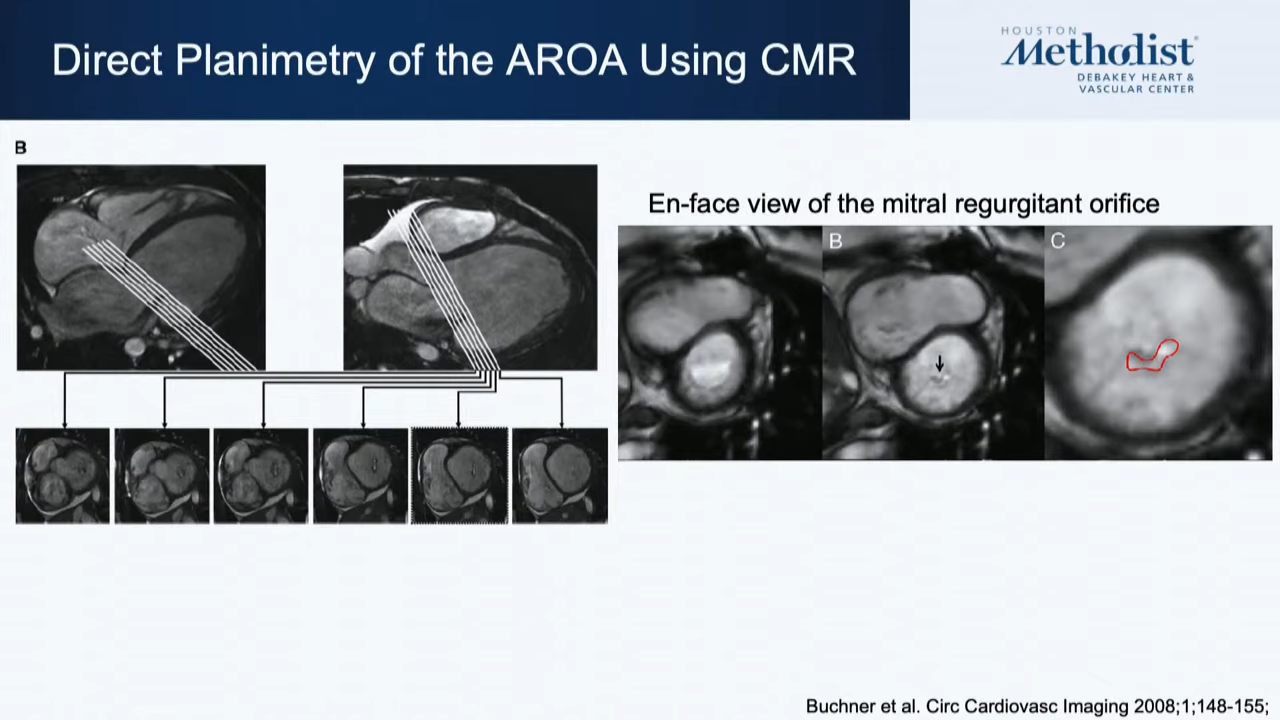 Direct Planimetry of the AROA Using CMR
HOUSTON
Methodist
DEBAKEY HEART &
VASCULAR CENTER
B
En-face view of the mitral regurgitant orifice
B
C
Buchner et al. Circ Cardiovasc Imaging 2008;1;148-155;